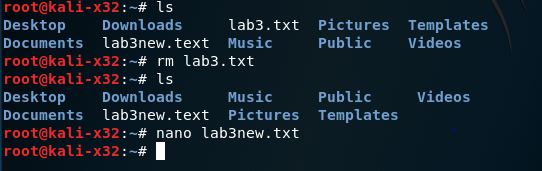 root@kali-x32:~# ls
Desktop    Downloads     lab3.txt  Pictures  Templates
Documents  lab3new.text  Music     Public    Videos
root@kali-x32:~# rm lab3.txt
root@kali-x32:~# ls
Desktop    Downloads     Music     Public     Videos
Documents  lab3new.text  Pictures  Templates
root@kali-x32:~# nano lab3new.txt
root@kali-x32:~#